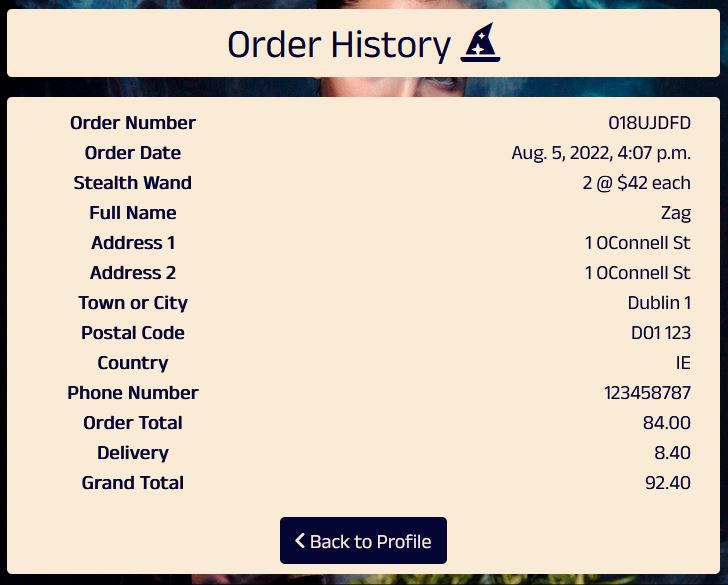 Order History
Order Number 018UJDFD
Order Date Aug. 5, 2022, 4:07 p.m.
Stealth Wand 2 @ $42 each
Full Name Zag
Address 1 1 OConnell St
Address 2 1 OConnell St
Town or City Dublin 1
Postal Code D01 123
Country IE
Phone Number 123458787
Order Total 84.00
Delivery 8.40
Grand Total 92.40
Back to Profile